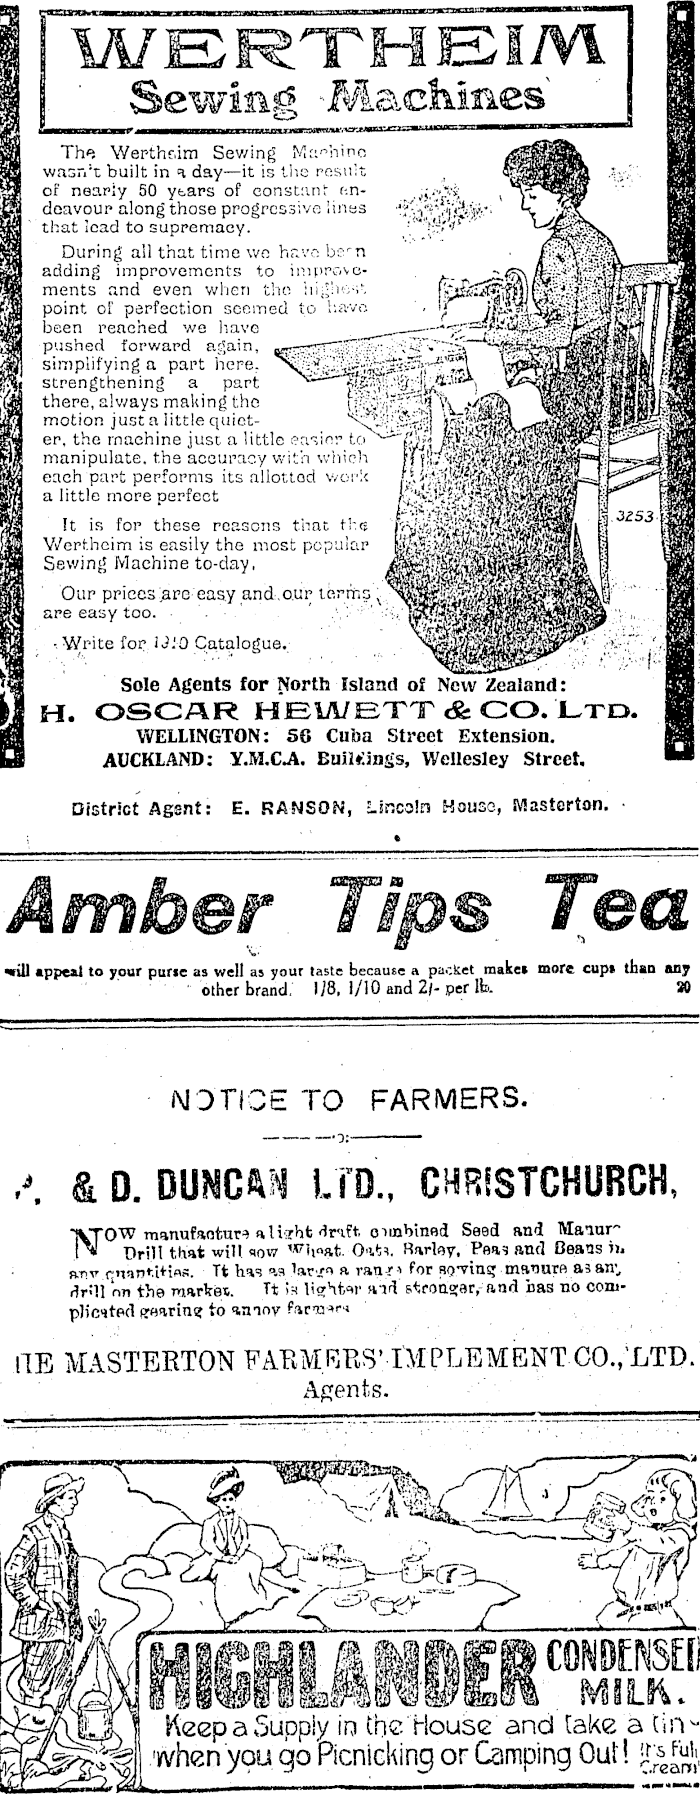 WERTHEIM
Sewing Machines
The Wertheim Sewing Machine
wasn't built in a day—it is the result
of nearly 50 years of constant en-
deavour along those progressive lines
that lead to supremacy.
During all that time we have been
adding improvements to improve-
ments and even when the highest
point of perfection seemed to have
been reached we have
pushed forward again,
simplifying a part here,
strengthening a part
there, always making the
motion just a little quiet-
er, the machine just a little easier to
manipulate, the accuracy with which
each part performs its allotted work
a little more perfect
It is for these reasons that the
Wertheim is easily the most popular
Sewing Machine to-day,
Our prices are easy and our terms
are easy too.
Write for 1910 Catalogue.
3253
Sole Agents for North Island of New Zealand:
H. OSCAR HEWETT & CO. LTD.
WELLINGTON: 56 Cuba Street Extension.
AUCKLAND: Y.M.C.A. Buildings, Wellesley Street.
District Agent: E. RANSON, Lincoln House, Masterton.
Amber Tips Tea
will appeal to your purse as well as your taste because a packet makes more cups than any
other brand. 1/8, 1/10 and 2/- per lb. 20
NOTICE TO FARMERS.
P. & D. DUNCAN LTD., CHRISTCHURCH,
NOW manufacture a light draft combined Seed and Manure
Drill that will sow Wheat, Oats, Barley, Peas and Beans in
any quantities. It has as large a range for sowing manure as any
drill on the market. It is lighter and stronger, and has no com-
plicated gearing to annoy farmers
HE MASTERTON FARMERS' IMPLEMENT CO., LTD.
Agents.
HIGHLANDER CONDENSED
MILK.
Keep a Supply in the House and take a tin
when you go Picnicking or Camping Out! It's Full
Cream